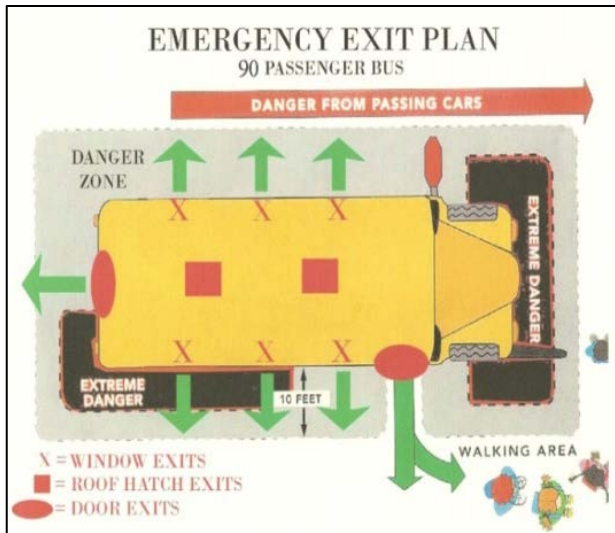 EMERGENCY EXIT PLAN
90 PASSENGER BUS
DANGER FROM PASSING CARS
DANGER
ZONE
X X X
EXTREME DANGER
X X X
EXTREME
DANGER
10 FEET
WALKING AREA
X = WINDOW EXITS
= ROOF HATCH EXITS
= DOOR EXITS